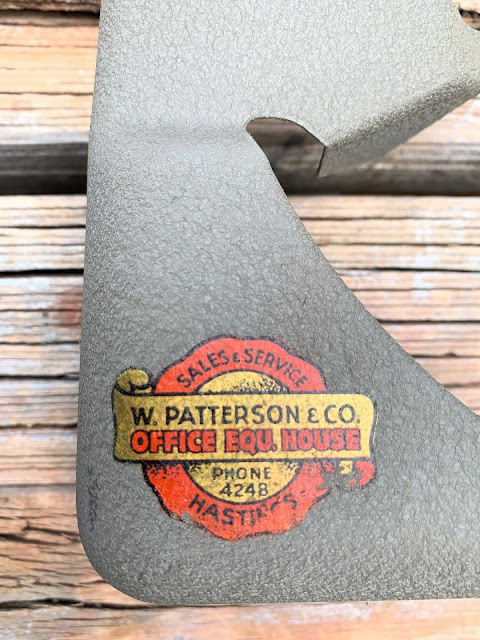 SALES & SERVICE
W. PATTERSON & CO.
OFFICE EQU. HOUSE
PHONE
4248
HASTINGS